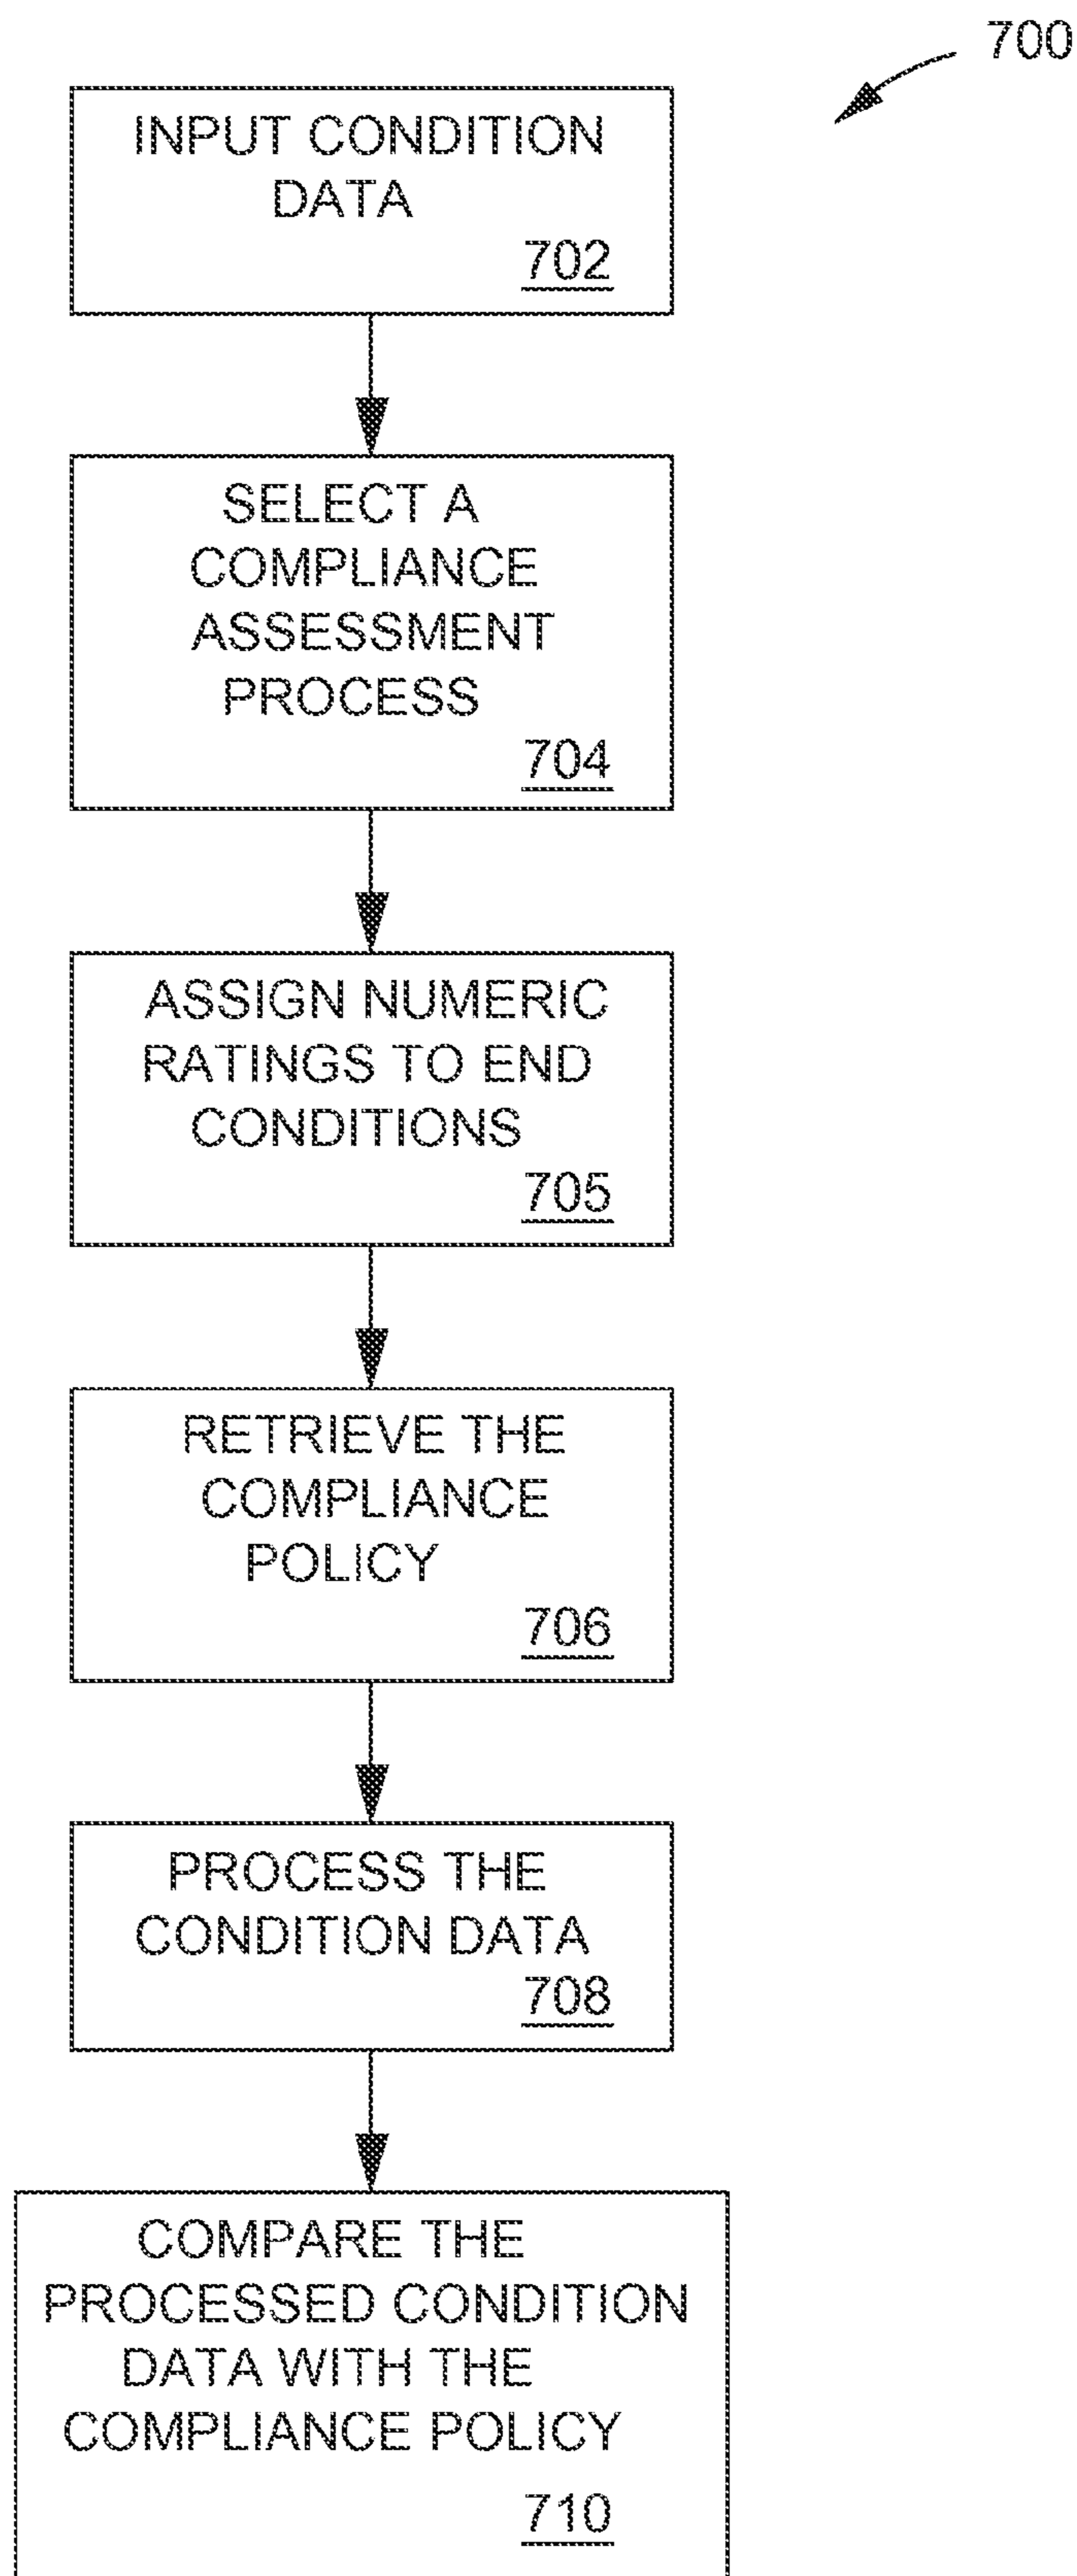 700
INPUT CONDITION
DATA
702
SELECT A
COMPLIANCE
ASSESSMENT
PROCESS
704
ASSIGN NUMERIC
RATINGS TO END
CONDITIONS
705
RETRIEVE THE
COMPLIANCE
POLICY
706
PROCESS THE
CONDITION DATA
708
COMPARE THE
PROCESSED CONDITION
DATA WITH THE
COMPLIANCE POLICY
710